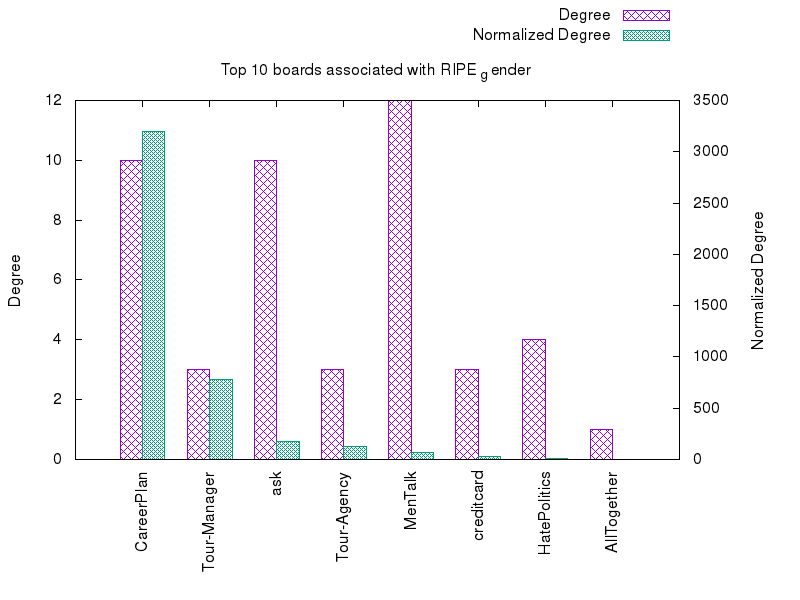 Degree
Normalized Degree
Top 10 boards associated with RIPE g ender
12
10
8
6
4
2
0
3500
3000
2500
2000
1500
1000
500
0
Degree
Normalized Degree
CareerPlan
Tour-Manager
ask
Tour-Agency
MenTalk
creditcard
HatePolitics
AllTogether